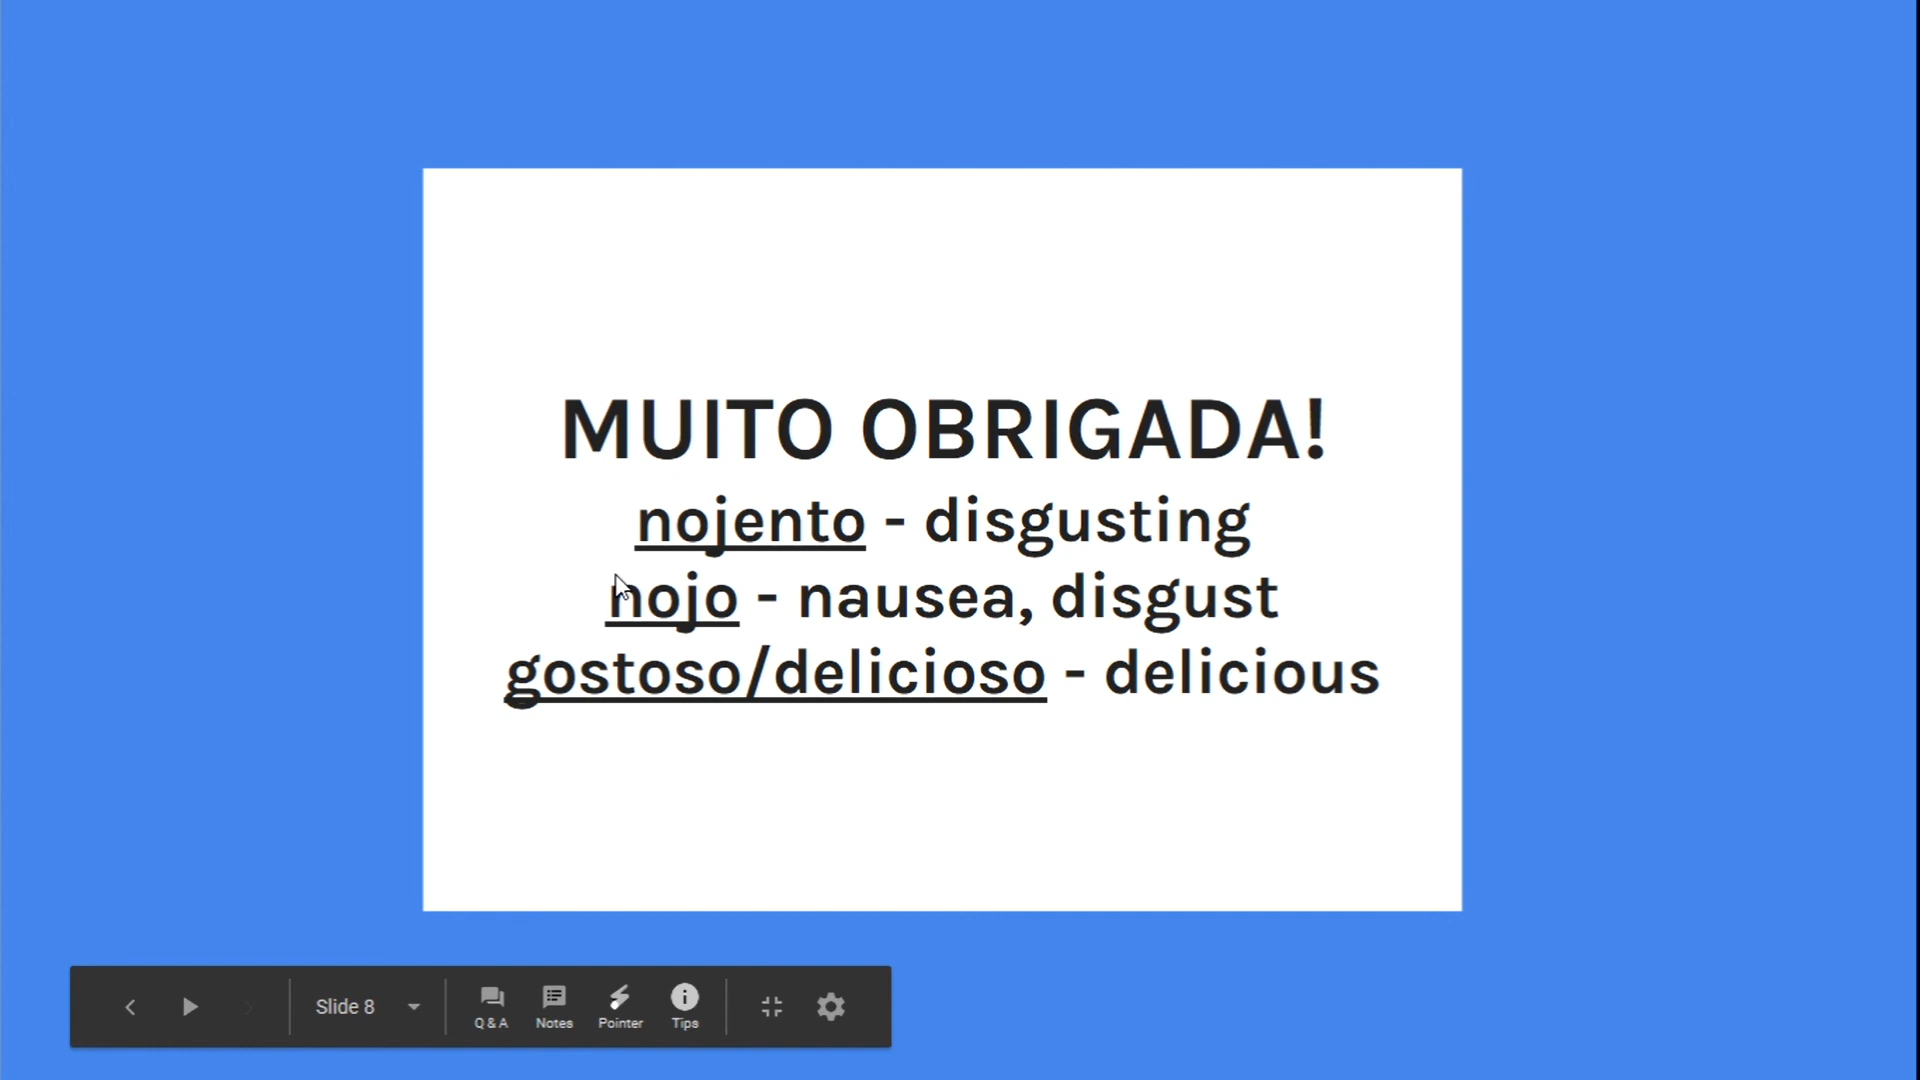 MUITO OBRIGADA!
nojento - disgusting
nojo - nausea, disgust
gostoso/delicioso - delicious
Slide 8
Q & A
Notes
Pointer
Tips